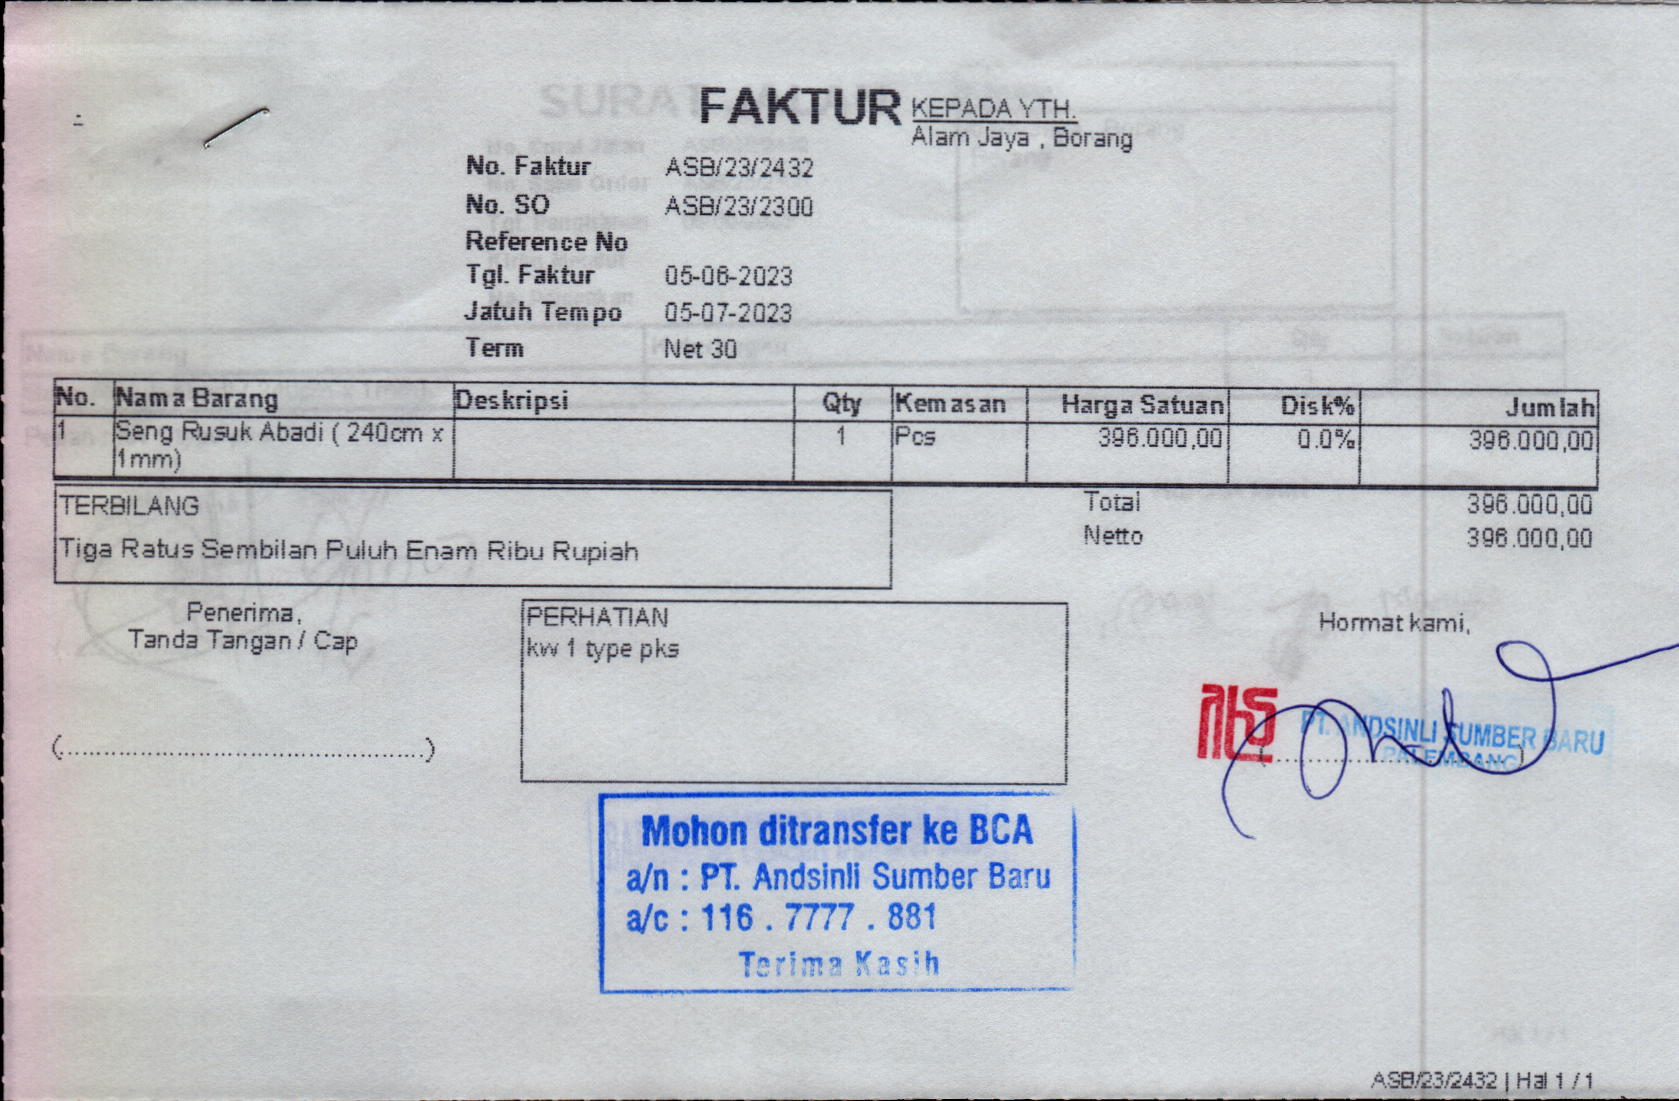 FAKTUR
KEPADA YTH.
Alam Jaya , Borang
No. Faktur ASB/23/2432
No. SO ASB/23/2300
Reference No
Tgl. Faktur 05-06-2023
Jatuh Tempo 05-07-2023
Term Net 30
No. Nama Barang Deskripsi Qty Kemasan Harga Satuan Disk% Jumlah
1 Seng Rusuk Abadi ( 240cm x 1 Pcs 396.000,00 0.0% 396.000,00
1mm)
TERBILANG
Tiga Ratus Sembilan Puluh Enam Ribu Rupiah
Total 396.000,00
Netto 396.000,00
Penerima,
Tanda Tangan / Cap
(..........................................)
PERHATIAN
kw 1 type pks
Hormat kami,
PT. ANDSINLI SUMBER BARU
PALEMBANG
Mohon ditransfer ke BCA
a/n : PT. Andsinli Sumber Baru
a/c : 116 . 7777 . 881
Terima Kasih
ASB/23/2432 | Hal 1 / 1